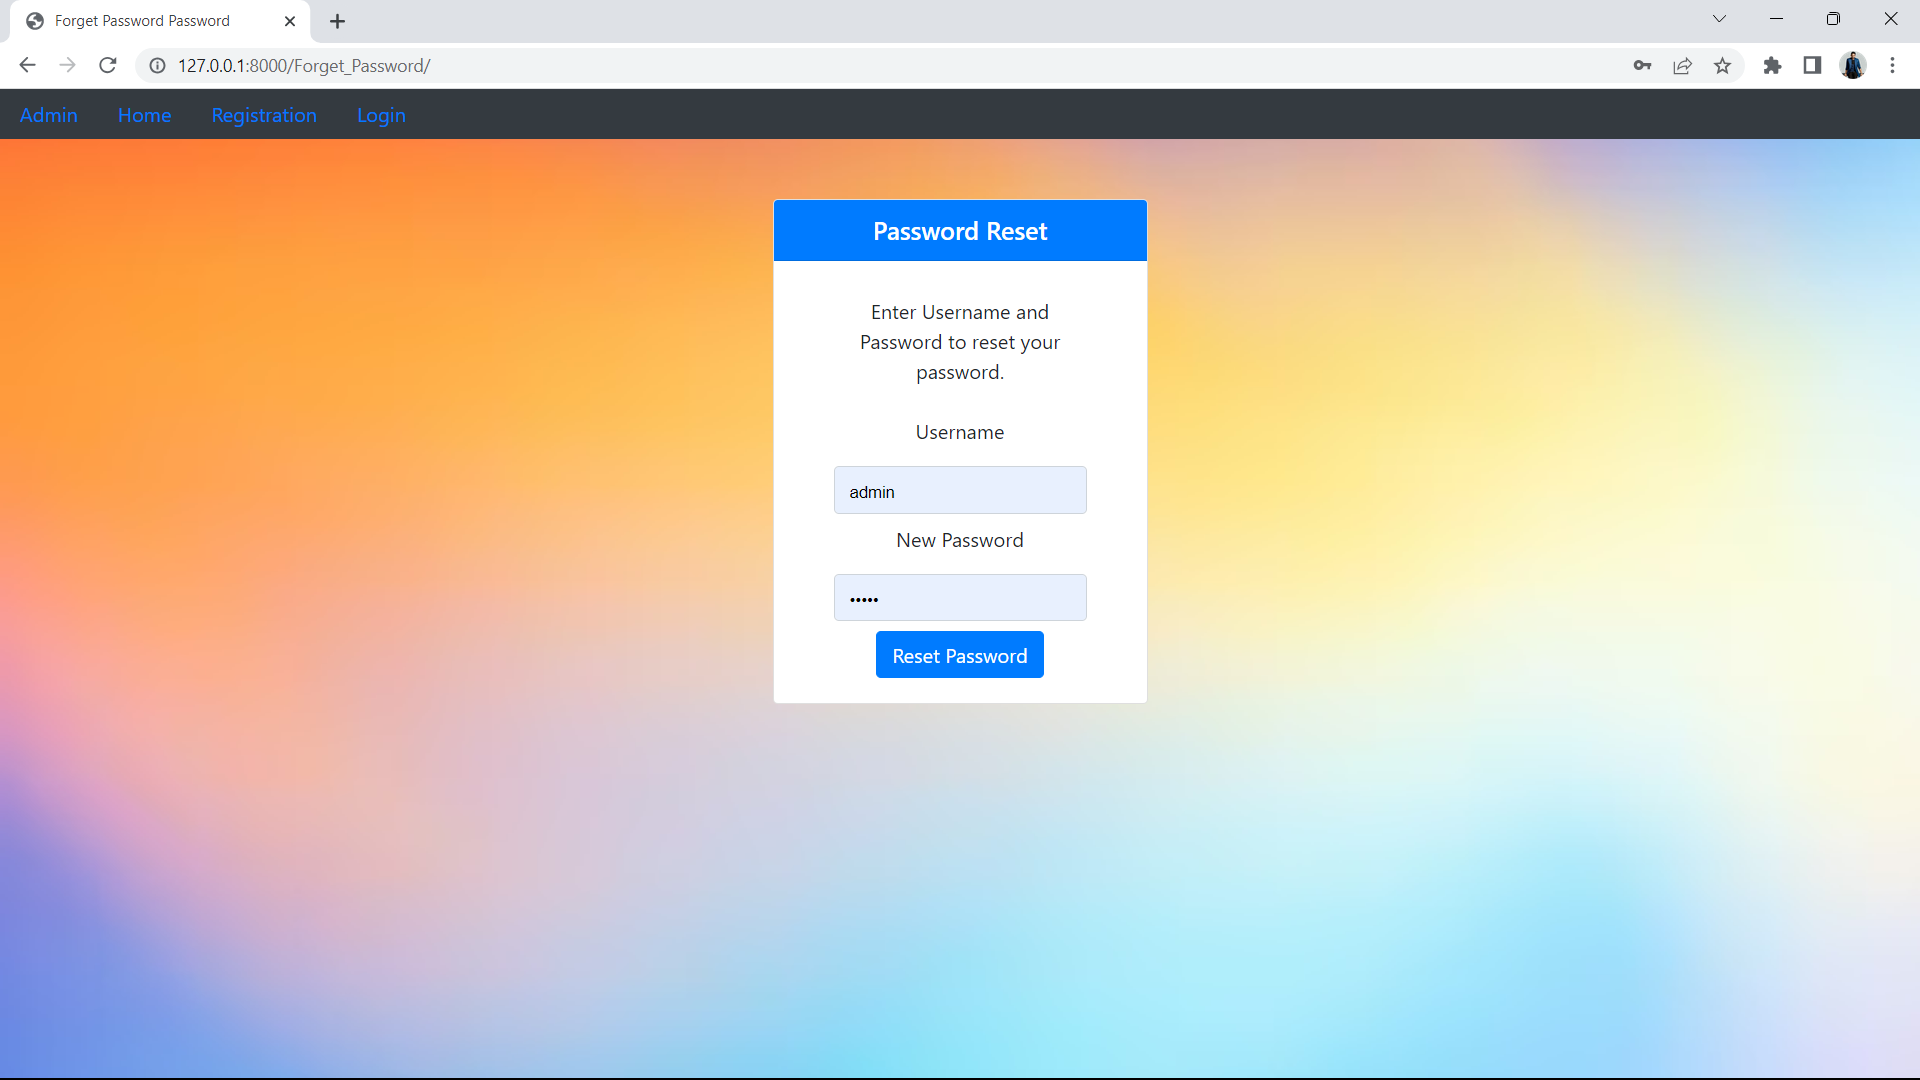 Forget Password Password
127.0.0.1:8000/Forget_Password/
Admin Home Registration Login
Password Reset
Enter Username and
Password to reset your
password.
Username
admin
New Password
•••••
Reset Password